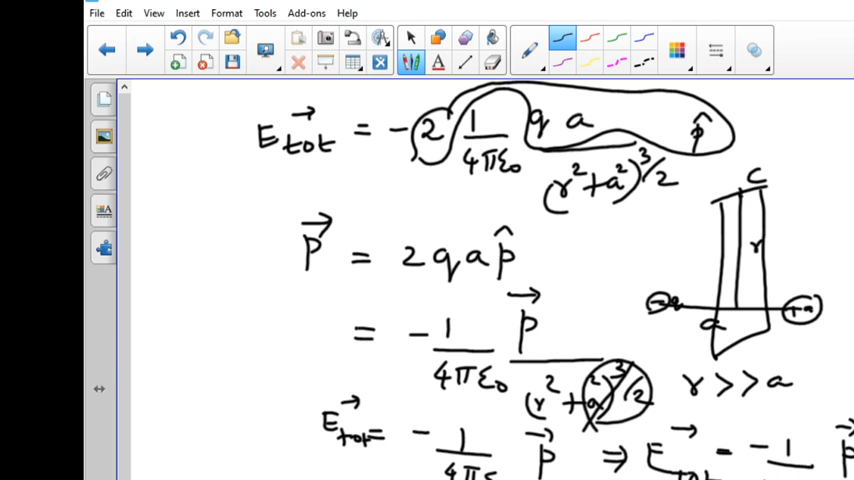 File Edit View Insert Format Tools Add-ons Help
E⃗tot = - 2 1/4πε₀ q a p̂ / (r² + a²)^3/2
P⃗ = 2 q a p̂
= - 1/4πε₀ P⃗ / (r² + a²)^3/2
C
r
-q
a
r >> a
E⃗tot = - 1/4πε P⃗ ⇒ E⃗tot = - 1 P⃗